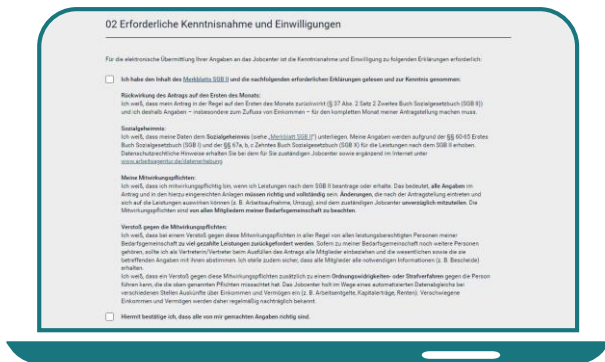 02 Erforderliche Kenntnisnahme und Einwilligungen
Für die elektronische Übermittlung Ihrer Angaben an das Jobcenter ist die Kenntnisnahme und Einwilligung zu folgenden Erklärungen erforderlich:
Ich habe den Inhalt des Merkblatts SGB II und die nachfolgenden erforderlichen Erklärungen gelesen und zur Kenntnis genommen:
Rückwirkung des Antrags auf den Ersten des Monats:
Ich weiß, dass mein Antrag in der Regel auf den Ersten des Monats zurückwirkt (§ 37 Abs. 2 Satz 2 Zweites Buch Sozialgesetzbuch (SGB II))
und ich deshalb Angaben – insbesondere zum Zufluss von Einkommen – für den kompletten Monat meiner Antragstellung machen muss.
Sozialgeheimnis:
Ich weiß, dass meine Daten dem Sozialgeheimnis (siehe „Merkblatt SGB II“) unterliegen. Meine Angaben werden aufgrund der §§ 60-65 Erstes
Buch Sozialgesetzbuch (SGB I) und der §§ 67a, b, c Zehntes Buch Sozialgesetzbuch (SGB X) für die Leistungen nach dem SGB II erhoben.
Datenschutzrechtliche Hinweise erhalten Sie bei dem für Sie zuständigen Jobcenter sowie ergänzend im Internet unter
www.arbeitsagentur.de/datenerhebung
Meine Mitwirkungspflichten:
Ich weiß, dass ich mitwirkungspflichtig bin, wenn ich Leistungen nach dem SGB II beantrage oder erhalte. Das bedeutet, alle Angaben im
Antrag und in den hierzu eingereichten Anlagen müssen richtig und vollständig sein. Änderungen, die nach der Antragstellung eintreten und
sich auf die Leistungen auswirken können (z. B. Arbeitsaufnahme, Umzug), sind dem zuständigen Jobcenter unverzüglich mitzuteilen. Die
Mitwirkungspflichten sind von allen Mitgliedern meiner Bedarfsgemeinschaft zu beachten.
Verstoß gegen die Mitwirkungspflichten:
Ich weiß, dass bei einem Verstoß gegen diese Mitwirkungspflichten in aller Regel von allen leistungsberechtigten Personen meiner
Bedarfsgemeinschaft zu viel gezahlte Leistungen zurückgefordert werden. Sofern zu meiner Bedarfsgemeinschaft noch weitere Personen
gehören, sollte ich als Vertreterin/Vertreter beim Ausfüllen des Antrags alle Mitglieder einbeziehen und die wesentlichen sowie die sie
betreffenden Angaben mit ihnen abstimmen. Ich stelle zudem sicher, dass alle Mitglieder alle notwendigen Informationen (z. B. Bescheide)
erhalten.
Ich weiß, dass ein Verstoß gegen diese Mitwirkungspflichten zusätzlich zu einem Ordnungswidrigkeiten- oder Strafverfahren gegen die Person
führen kann, die die oben genannten Pflichten missachtet hat. Das Jobcenter holt im Wege eines automatisierten Datenabgleichs bei
verschiedenen Stellen Auskünfte über Einkommen und Vermögen ein (z. B. Arbeitsentgelte, Kapitalerträge, Renten). Verschwiegene
Einkommen und Vermögen werden daher regelmäßig nachträglich bekannt.
Hiermit bestätige ich, dass alle von mir gemachten Angaben richtig sind.